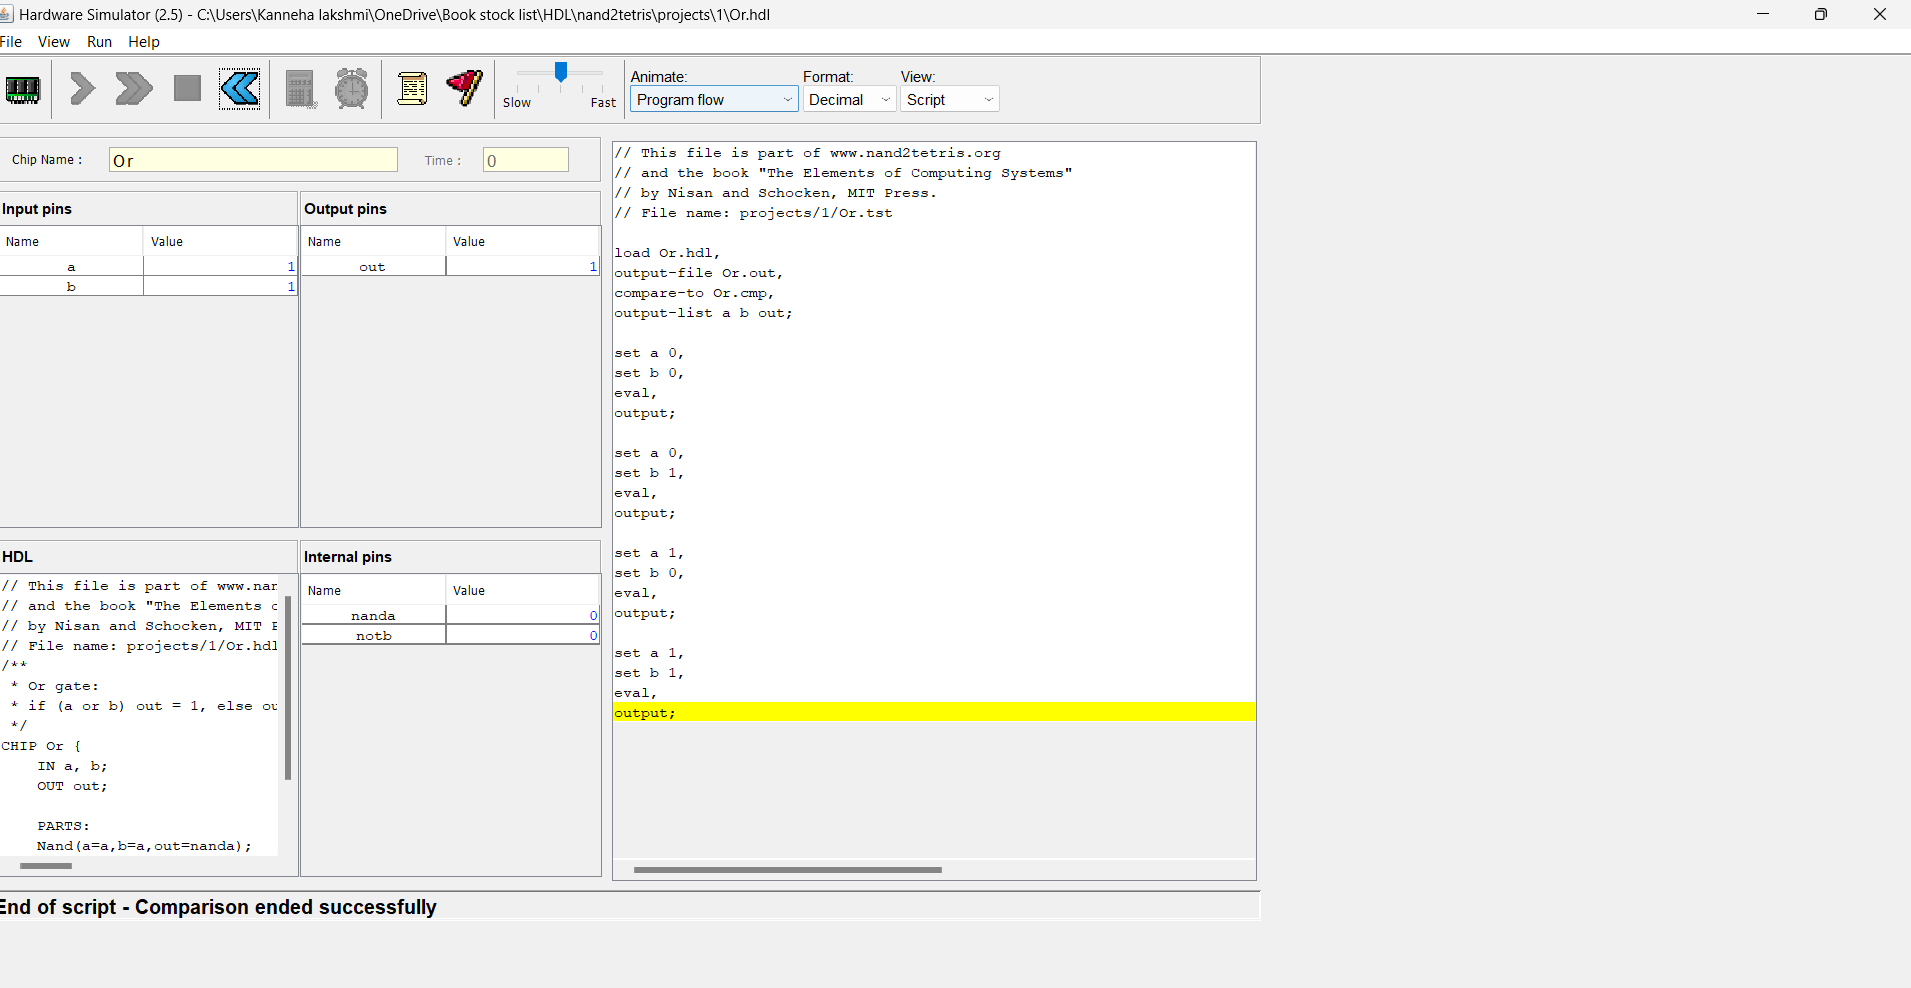 Hardware Simulator (2.5) - C:\Users\Kanneha lakshmi\OneDrive\Book stock list\HDL\nand2tetris\projects\1\Or.hdl
File View Run Help
Slow Fast
Animate: Format: View:
Program flow Decimal Script
Chip Name : Or Time : 0
Input pins
Name Value
a 1
b 1
Output pins
Name Value
out 1
HDL
// This file is part of www.nan
// and the book "The Elements
// by Nisan and Schocken, MIT
// File name: projects/1/Or.hdl
/**
* Or gate:
* if (a or b) out = 1, else ou
*/
CHIP Or {
IN a, b;
OUT out;
PARTS:
Nand(a=a,b=a,out=nanda);
Internal pins
Name Value
nanda 0
notb 0
// This file is part of www.nand2tetris.org
// and the book "The Elements of Computing Systems"
// by Nisan and Schocken, MIT Press.
// File name: projects/1/Or.tst
load Or.hdl,
output-file Or.out,
compare-to Or.cmp,
output-list a b out;
set a 0,
set b 0,
eval,
output;
set a 0,
set b 1,
eval,
output;
set a 1,
set b 0,
eval,
output;
set a 1,
set b 1,
eval,
output;
End of script - Comparison ended successfully